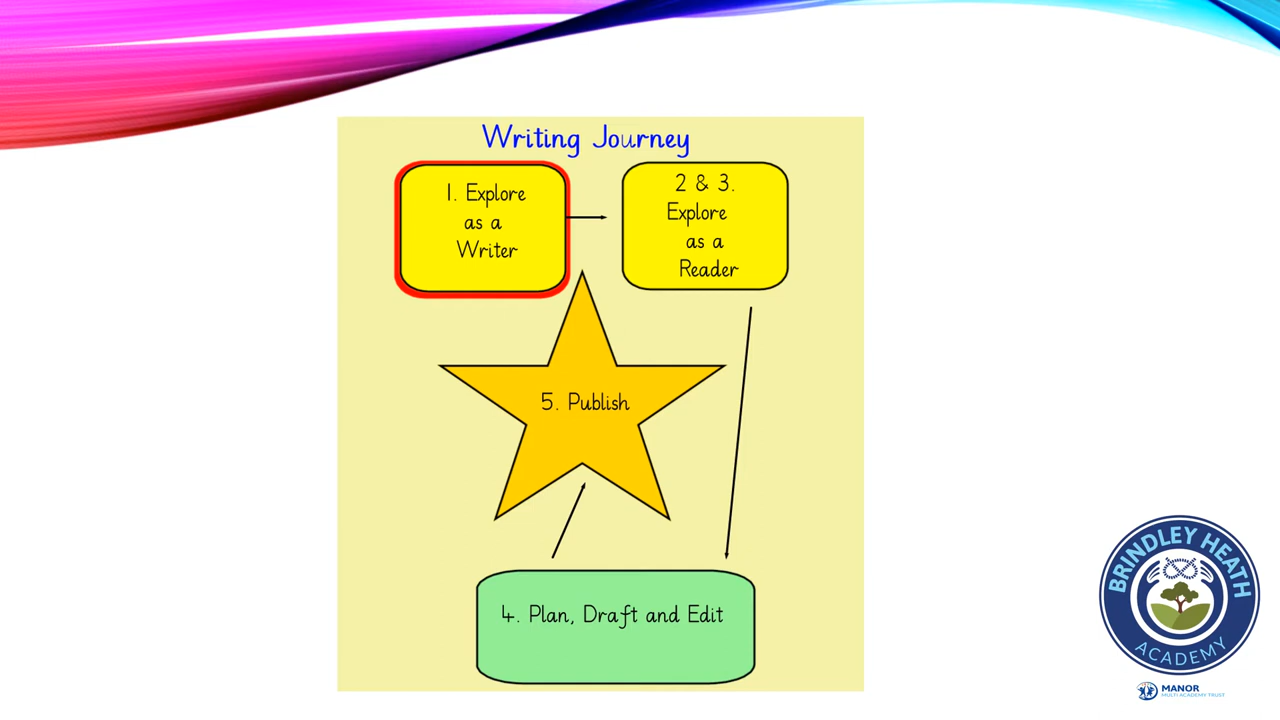 Writing Journey
1. Explore
as a
Writer
2 & 3.
Explore
as a
Reader
5. Publish
4. Plan, Draft and Edit
BRINDLEY HEATH
ACADEMY
MANOR
MULTI ACADEMY TRUST